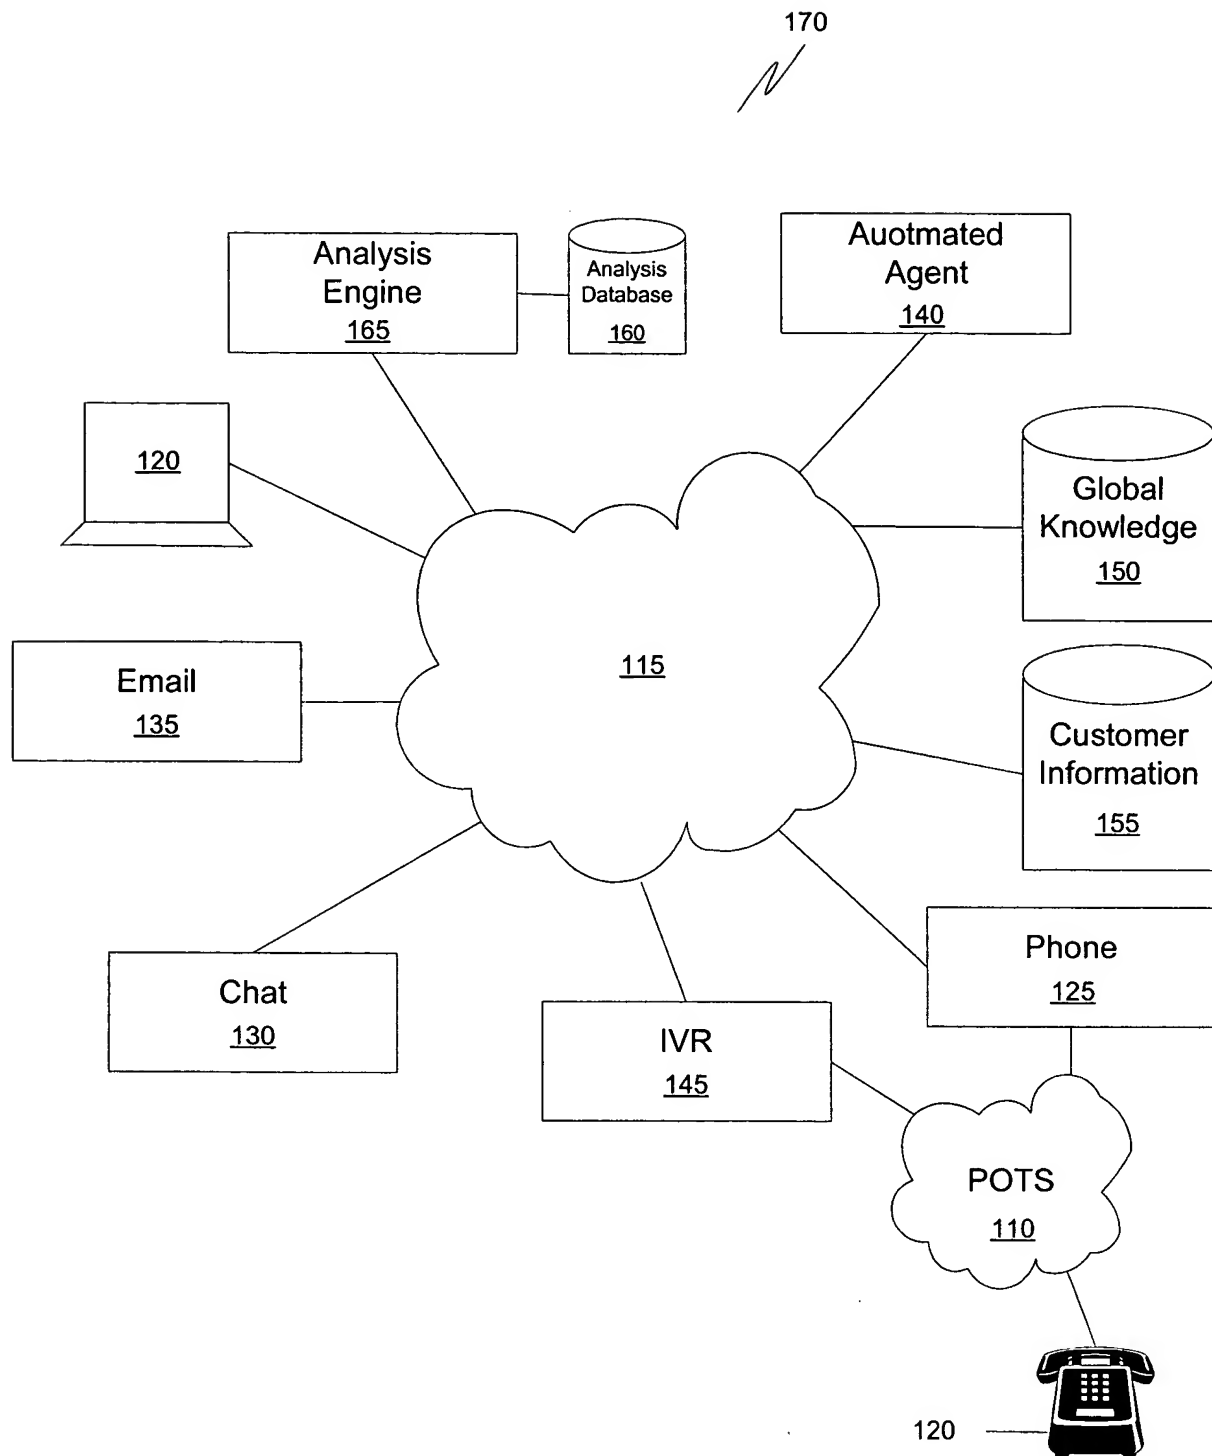 170
Analysis
Engine
165
Analysis
Database
160
Auotmated
Agent
140
120
Global
Knowledge
150
115
Email
135
Customer
Information
155
Phone
125
Chat
130
IVR
145
POTS
110
120